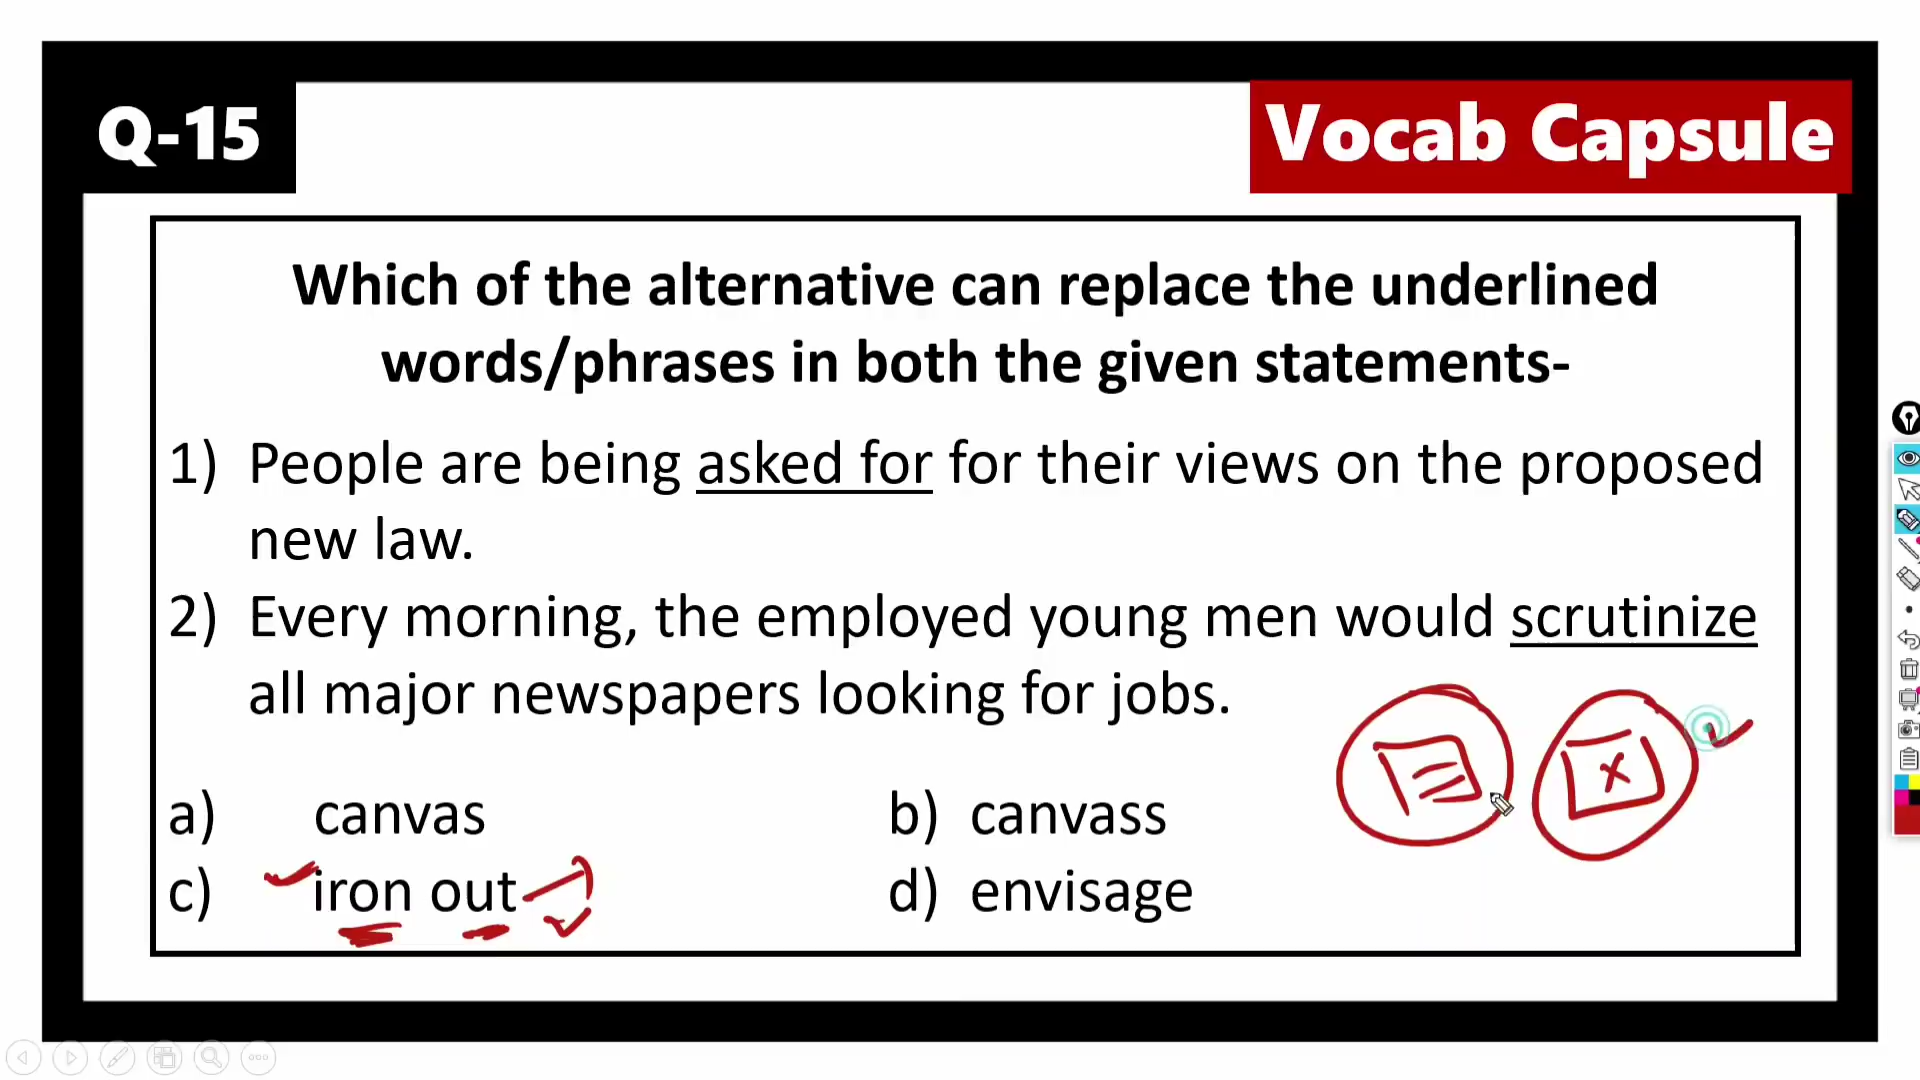 Q-15
Vocab Capsule
Which of the alternative can replace the underlined
words/phrases in both the given statements-
1) People are being asked for for their views on the proposed
new law.
2) Every morning, the employed young men would scrutinize
all major newspapers looking for jobs.
a) canvas b) canvass
c) iron out d) envisage